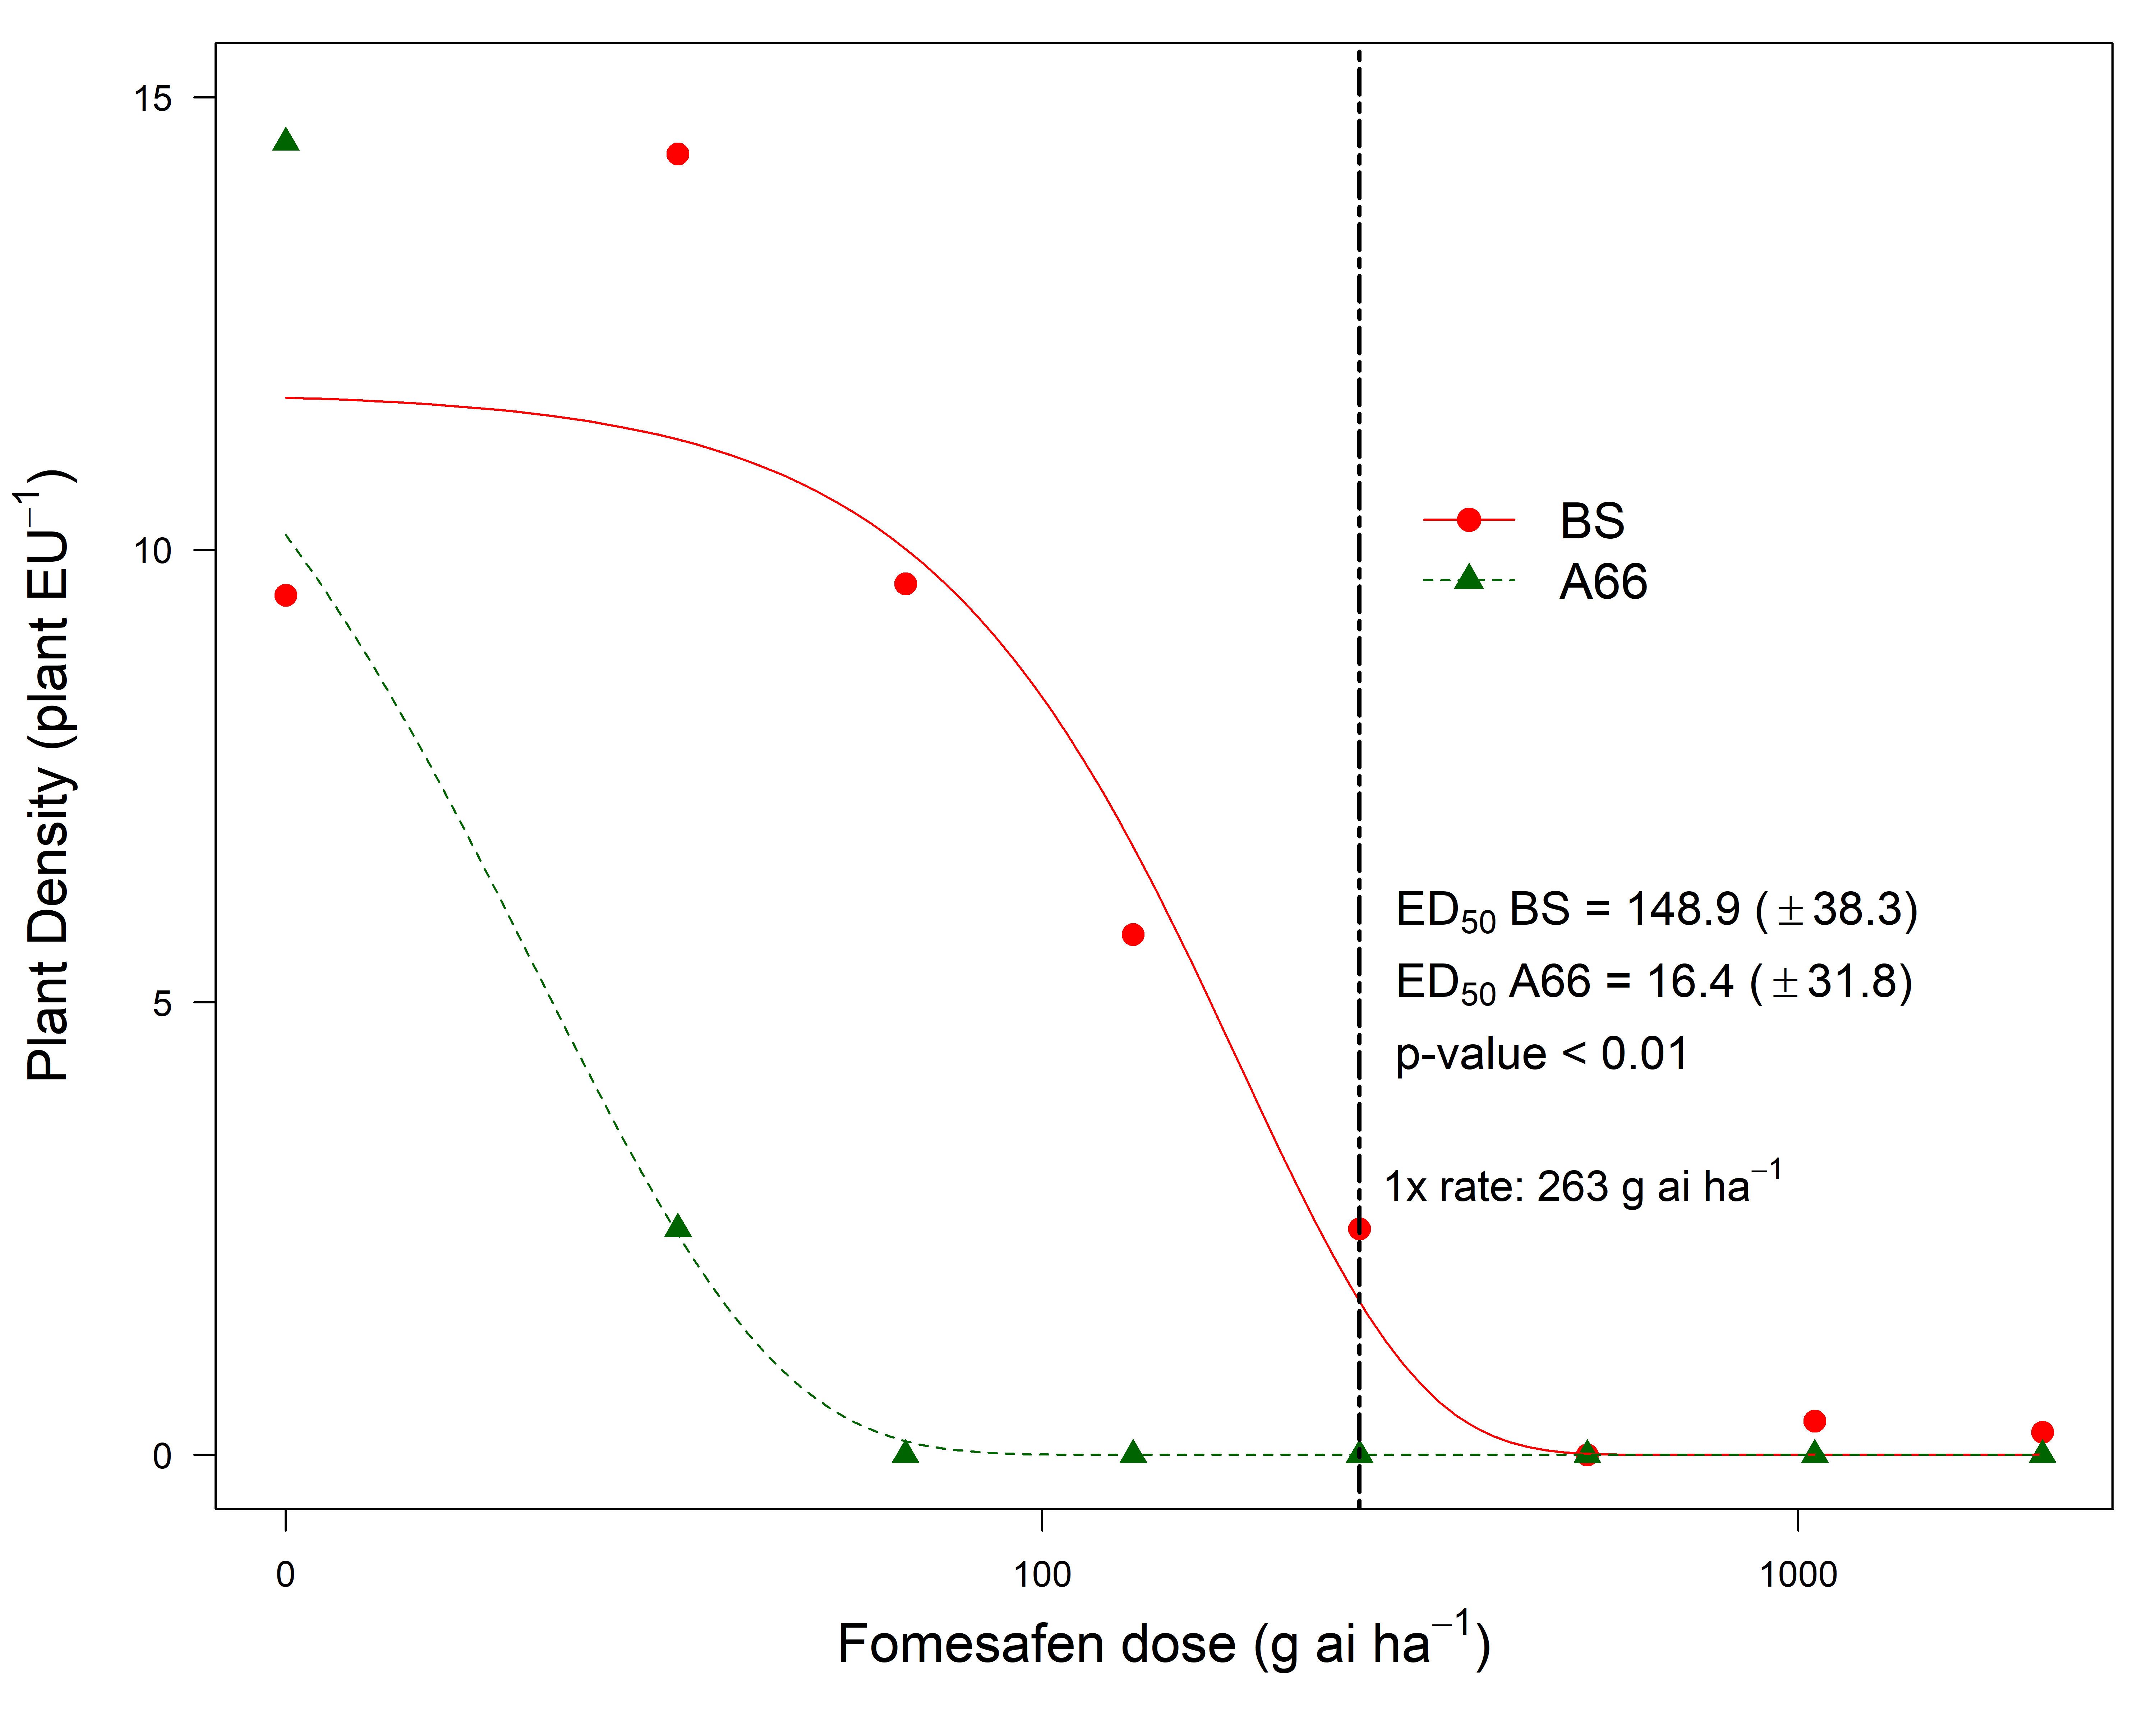 15
10
5
0
Plant Density (plant EU⁻¹)
BS
A66
ED₅₀ BS = 148.9 (±38.3)
ED₅₀ A66 = 16.4 (±31.8)
p-value < 0.01
1x rate: 263 g ai ha⁻¹
0
100
1000
Fomesafen dose (g ai ha⁻¹)